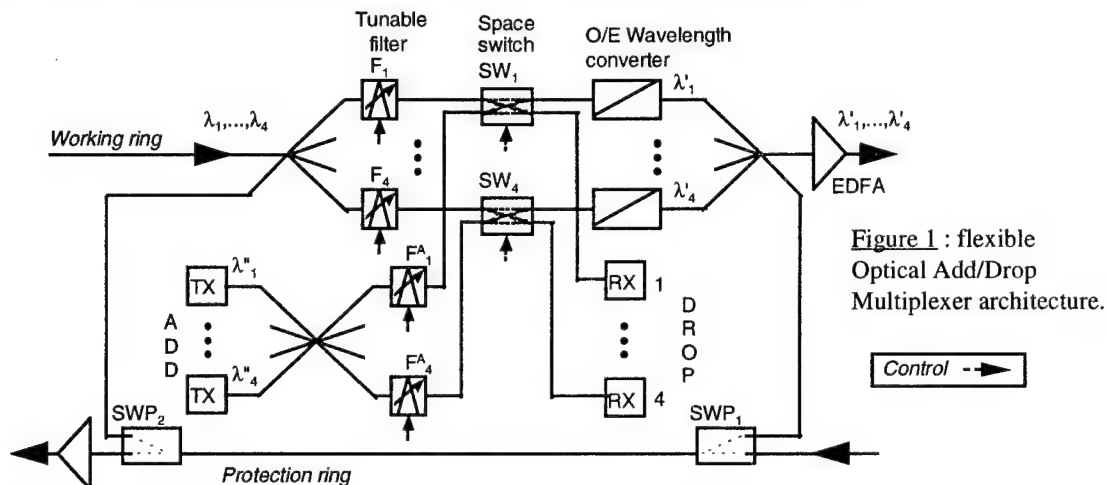 Tunable
filter
Space
switch
O/E Wavelength
converter
F₁
SW₁
λ'₁
λ₁,...,λ₄
Working ring
λ'₁,...,λ'₄
EDFA
F₄
SW₄
λ'₄
Figure 1 : flexible
Optical Add/Drop
Multiplexer architecture.
λ"₁
TX
Fᴬ₁
RX 1
A
D
D
D
R
O
P
λ"₄
TX
Fᴬ₄
RX 4
Control
SWP₂
SWP₁
Protection ring